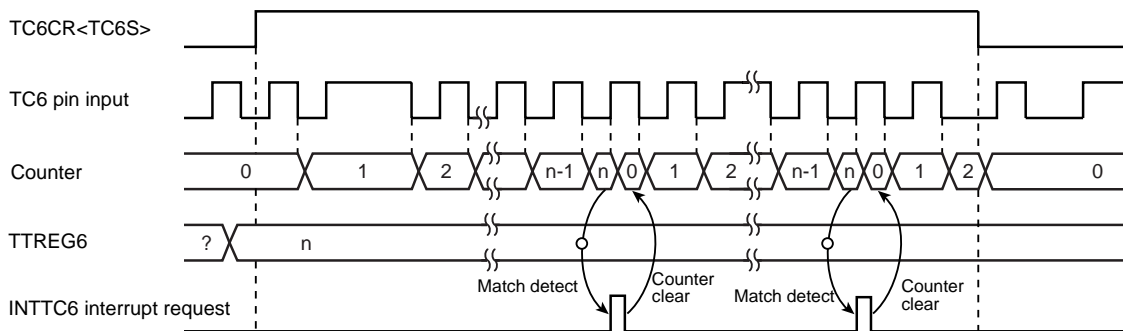 TC6CR<TC6S>
TC6 pin input
Counter
0 1 2 n-1 n 0 1 2 n-1 n 0 1 2 0
TTREG6
? n
Match detect Counter clear Match detect Counter clear
INTTC6 interrupt request